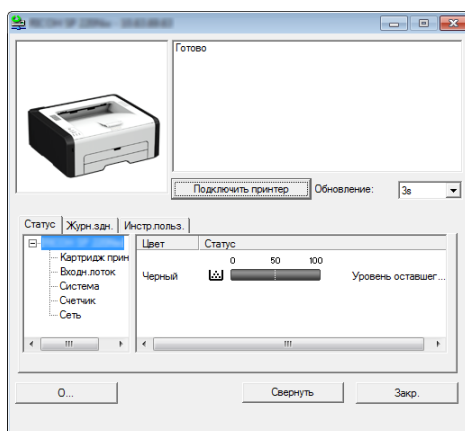 Готово
Подключить принтер Обновление: 3s
Статус Журн.здн. Инстр.польз.
Цвет Статус
Картридж прин
Входн.лоток
Система
Счетчик
Сеть
0 50 100
Черный Уровень оставшег...
О... Свернуть Закр.